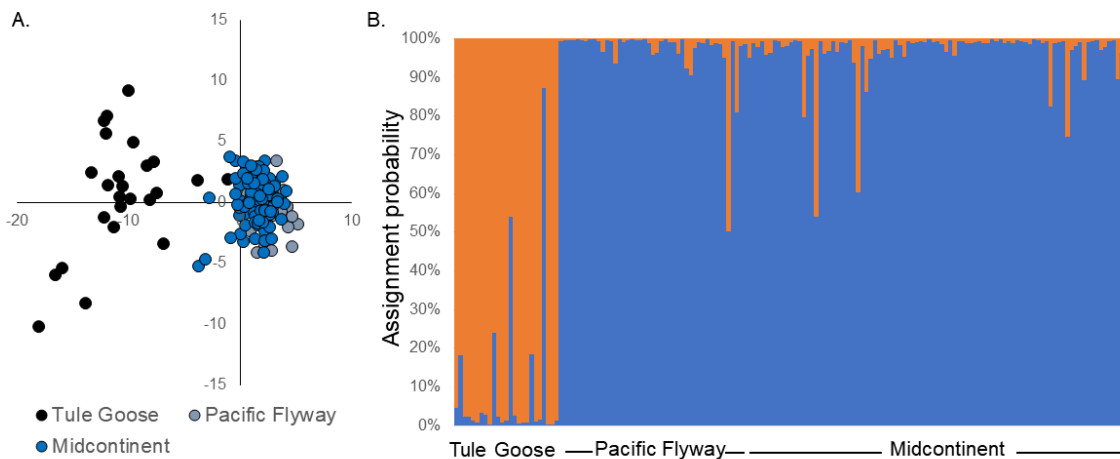 A.
15
10
5
0
-20
-10
10
-5
-10
-15
Tule Goose
Pacific Flyway
Midcontinent
B.
Assignment probability
100%
90%
80%
70%
60%
50%
40%
30%
20%
10%
0%
Tule Goose
Pacific Flyway
Midcontinent